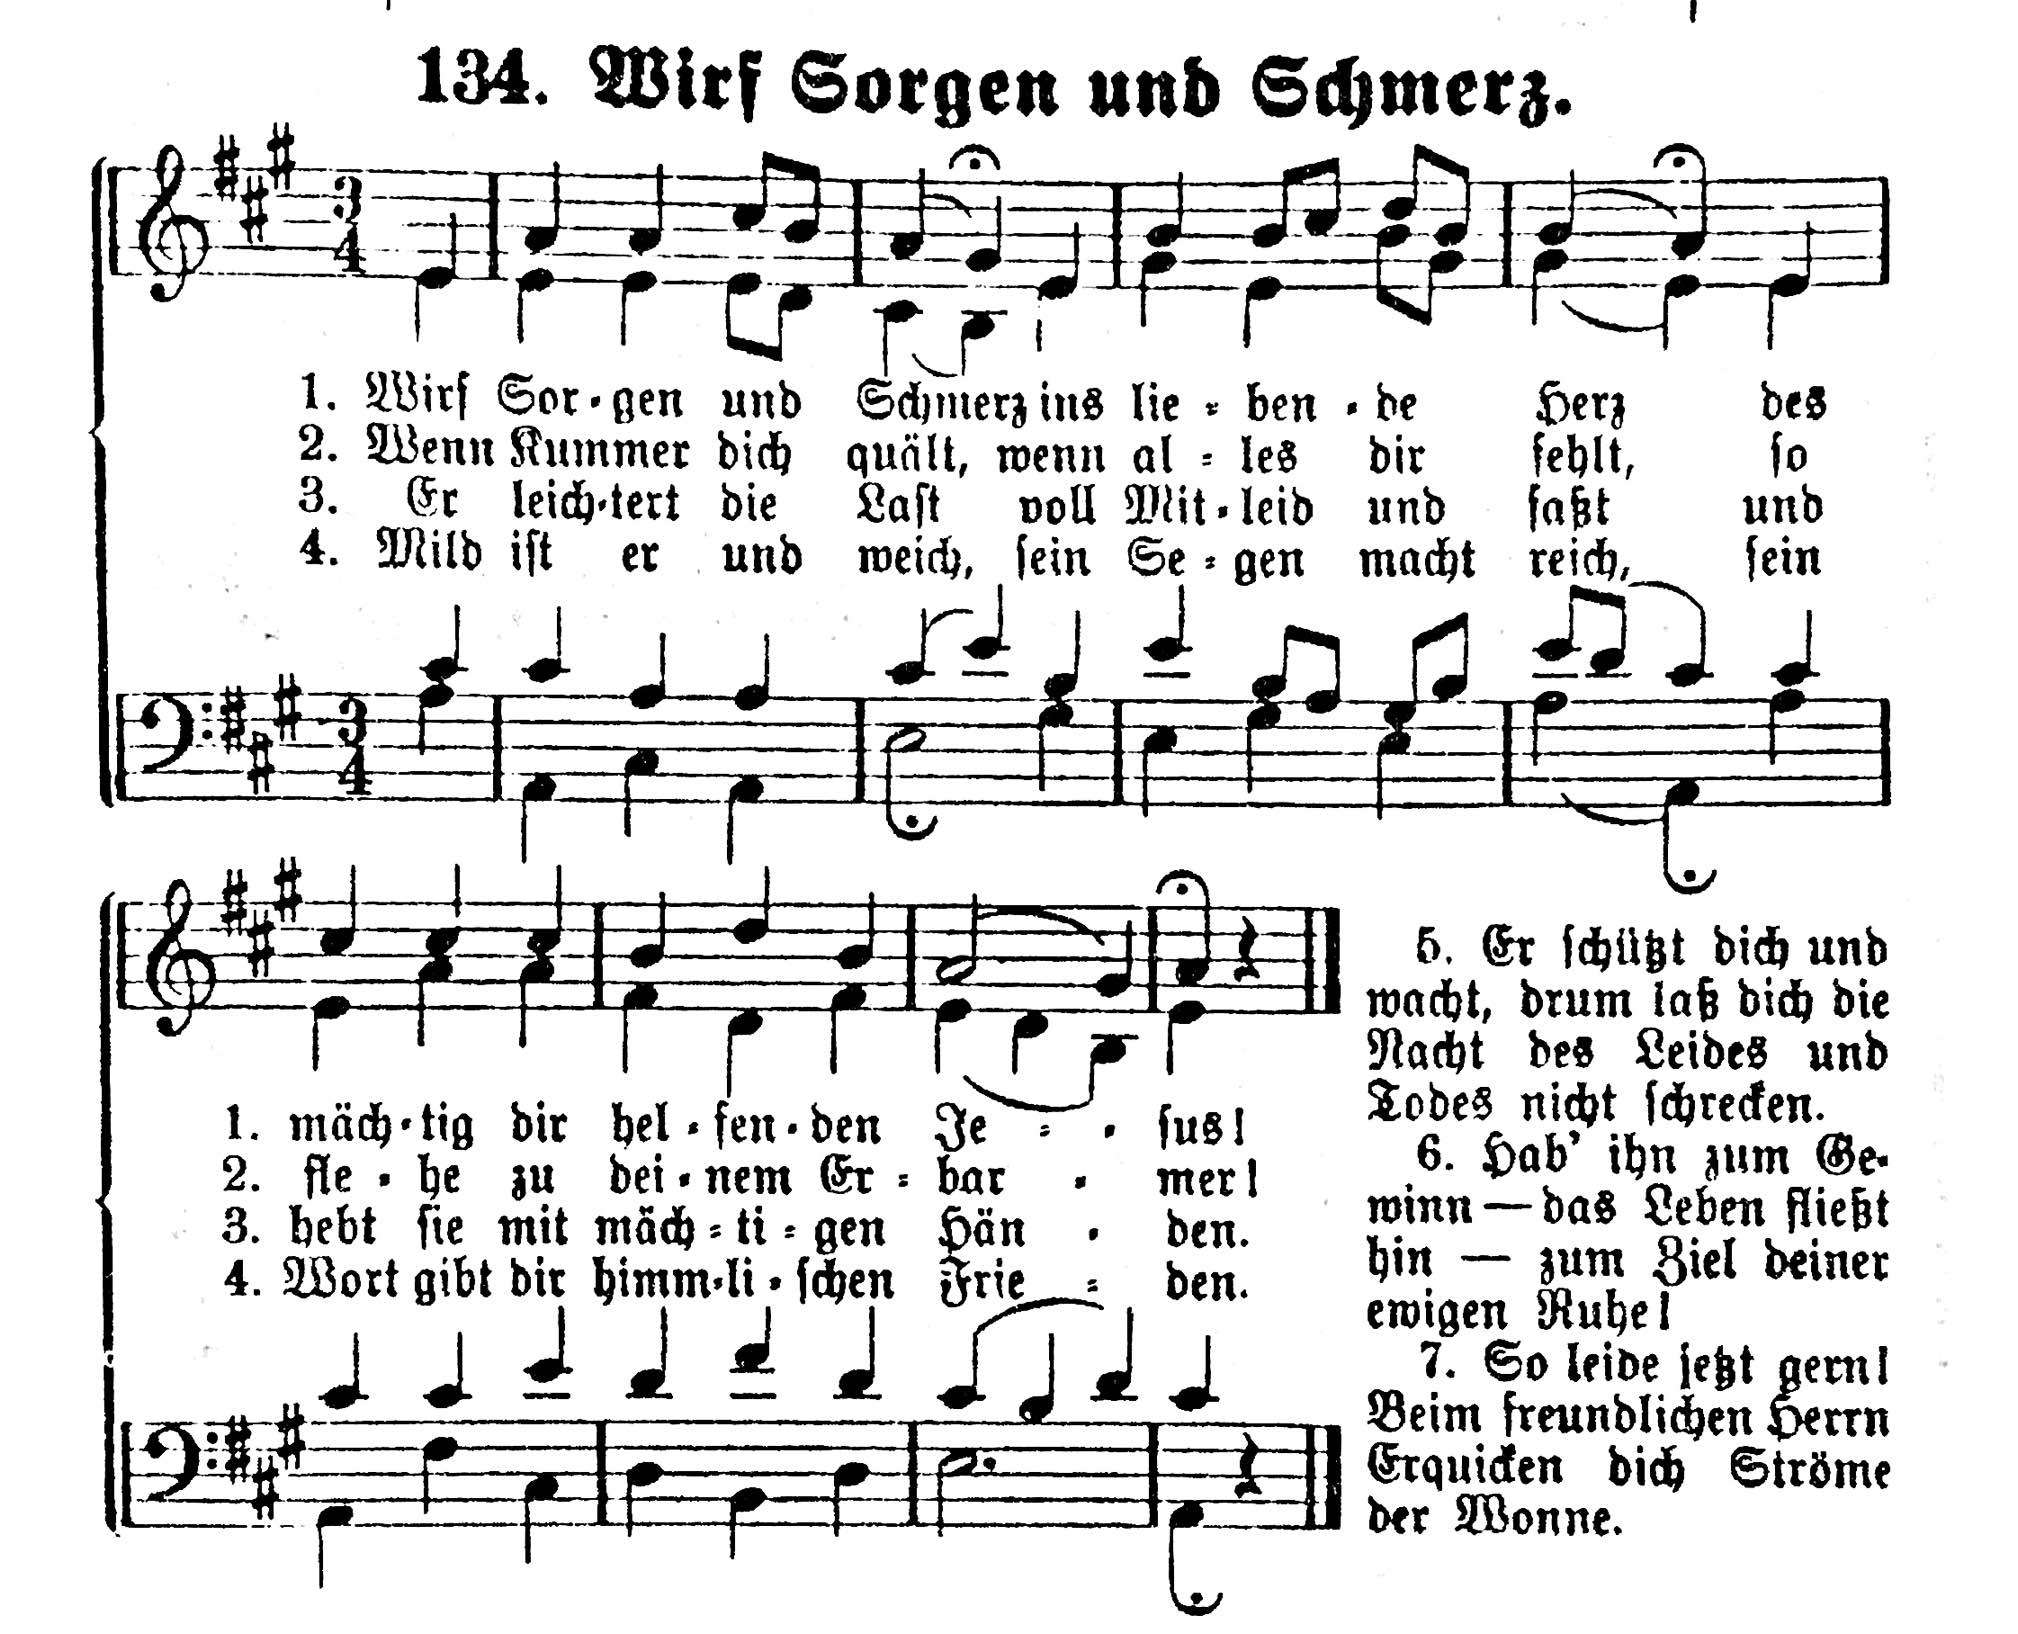 134. Wirf Sorgen und Schmerz.
1. Wirf Sor-gen und Schmerz ins lie-ben-de Herz des
2. Wenn Kummer dich quält, wenn al-les dir fehlt, so
3. Er leich-tert die Last voll Mit-leid und faßt und
4. Mild ist er und weich, sein Se-gen macht reich, sein
1. mäch-tig dir hel-fen-den Je-sus!
2. fle-he zu dei-nem Er-bar-mer!
3. hebt sie mit mäch-ti-gen Hän-den.
4. Wort gibt dir himm-li-schen Frie-den.
5. Er schützt dich und
wacht, drum laß dich die
Nacht des Leides und
Todes nicht schrecken.
6. Hab' ihn zum Ge-
winn — das Leben fließt
hin — zum Ziel deiner
ewigen Ruhe!
7. So leide jetzt gern!
Beim freundlichen Herrn
Erquicken dich Ströme
der Wonne.